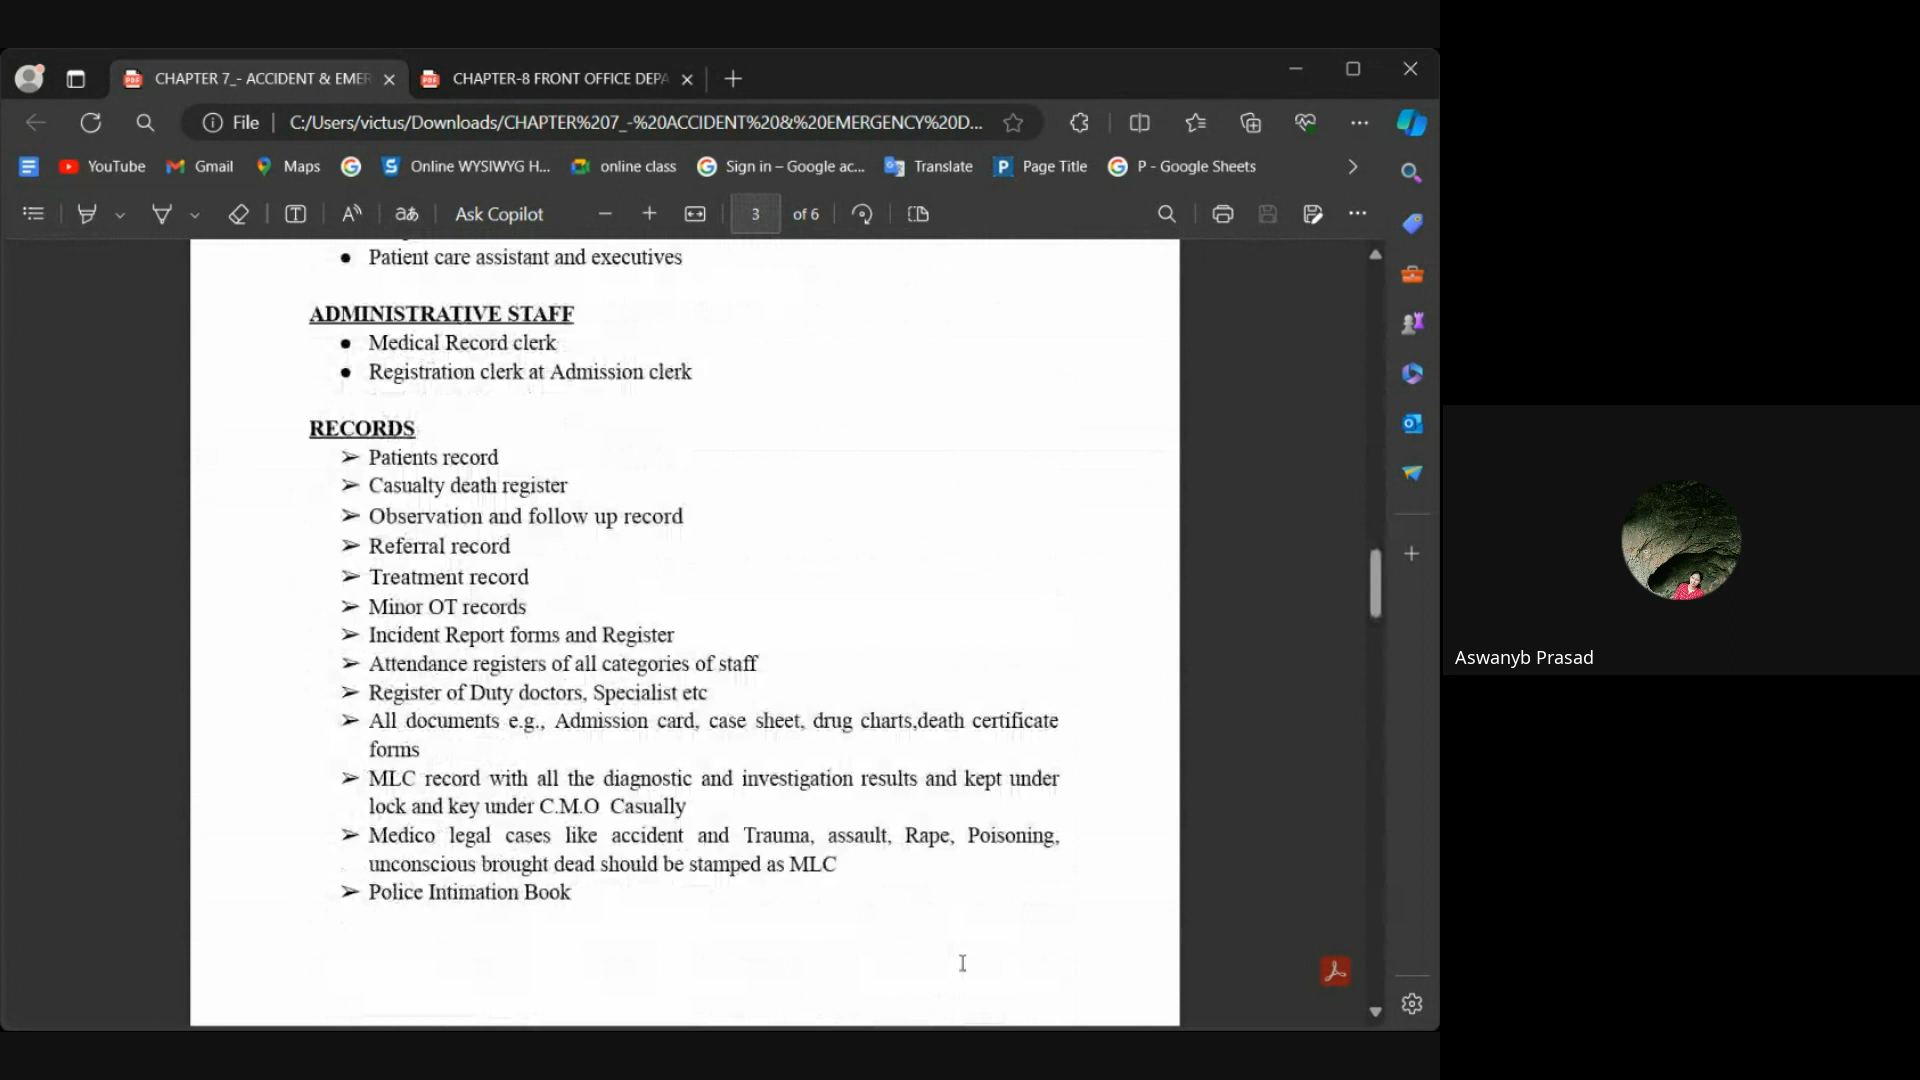 CHAPTER 7_- ACCIDENT & EMER
CHAPTER-8 FRONT OFFICE DEPA
File
C:/Users/victus/Downloads/CHAPTER%207_-%20ACCIDENT%20&%20EMERGENCY%20D...
YouTube
Gmail
Maps
Online WYSIWYG H...
online class
Sign in – Google ac...
Translate
Page Title
P - Google Sheets
Ask Copilot
3 of 6
● Patient care assistant and executives
ADMINISTRATIVE STAFF
● Medical Record clerk
● Registration clerk at Admission clerk
RECORDS
➢ Patients record
➢ Casualty death register
➢ Observation and follow up record
➢ Referral record
➢ Treatment record
➢ Minor OT records
➢ Incident Report forms and Register
➢ Attendance registers of all categories of staff
➢ Register of Duty doctors, Specialist etc
➢ All documents e.g., Admission card, case sheet, drug charts,death certificate
forms
➢ MLC record with all the diagnostic and investigation results and kept under
lock and key under C.M.O Casually
➢ Medico legal cases like accident and Trauma, assault, Rape, Poisoning,
unconscious brought dead should be stamped as MLC
➢ Police Intimation Book
Aswanyb Prasad